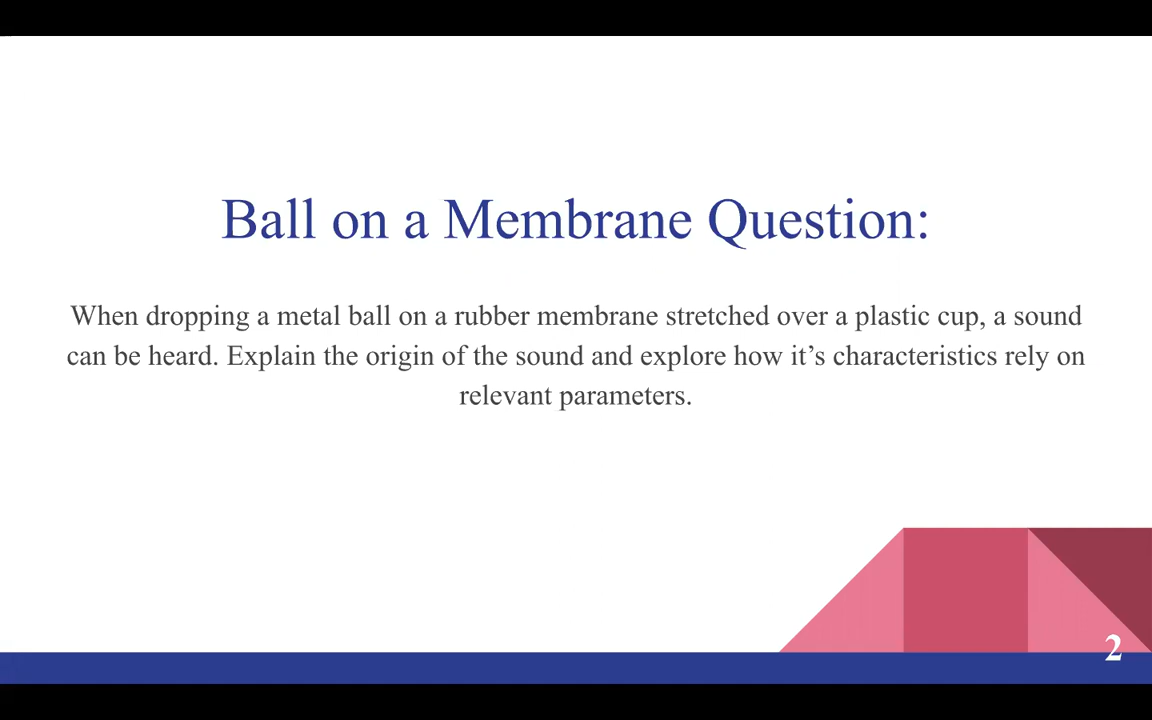 Ball on a Membrane Question:
When dropping a metal ball on a rubber membrane stretched over a plastic cup, a sound
can be heard. Explain the origin of the sound and explore how it’s characteristics rely on
relevant parameters.
2